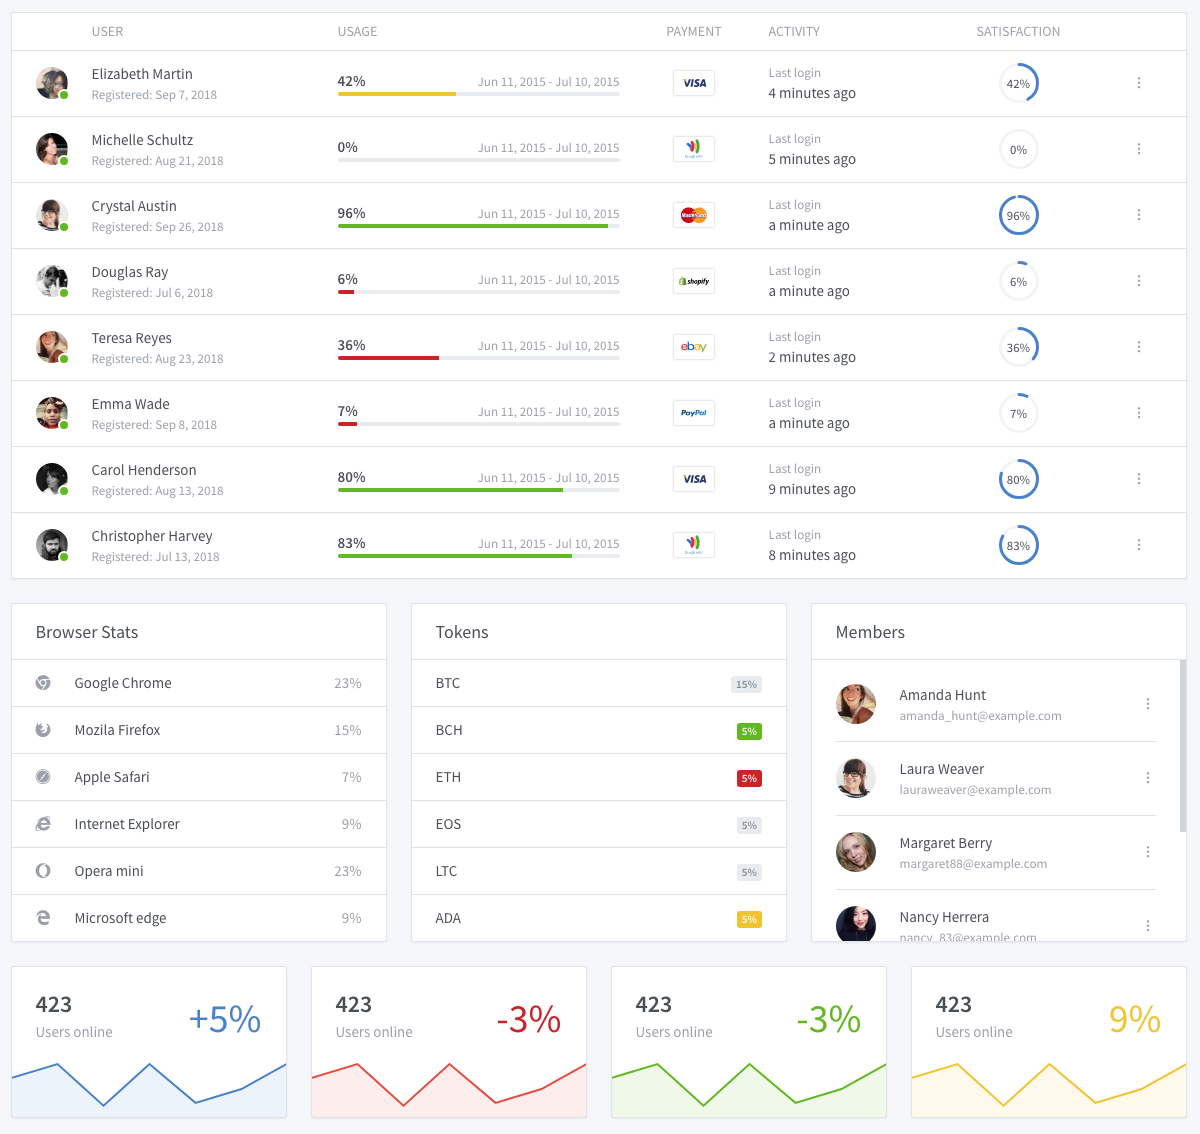 USER USAGE PAYMENT ACTIVITY SATISFACTION
Elizabeth Martin
Registered: Sep 7, 2018
42% Jun 11, 2015 - Jul 10, 2015
VISA
Last login
4 minutes ago
42%
Michelle Schultz
Registered: Aug 21, 2018
0% Jun 11, 2015 - Jul 10, 2015
Last login
5 minutes ago
0%
Crystal Austin
Registered: Sep 26, 2018
96% Jun 11, 2015 - Jul 10, 2015
MasterCard
Last login
a minute ago
96%
Douglas Ray
Registered: Jul 6, 2018
6% Jun 11, 2015 - Jul 10, 2015
shopify
Last login
a minute ago
6%
Teresa Reyes
Registered: Aug 23, 2018
36% Jun 11, 2015 - Jul 10, 2015
ebay
Last login
2 minutes ago
36%
Emma Wade
Registered: Sep 8, 2018
7% Jun 11, 2015 - Jul 10, 2015
PayPal
Last login
a minute ago
7%
Carol Henderson
Registered: Aug 13, 2018
80% Jun 11, 2015 - Jul 10, 2015
VISA
Last login
9 minutes ago
80%
Christopher Harvey
Registered: Jul 13, 2018
83% Jun 11, 2015 - Jul 10, 2015
Last login
8 minutes ago
83%
Browser Stats
Google Chrome 23%
Mozila Firefox 15%
Apple Safari 7%
Internet Explorer 9%
Opera mini 23%
Microsoft edge 9%
Tokens
BTC 15%
BCH 5%
ETH 5%
EOS 5%
LTC 5%
ADA 5%
Members
Amanda Hunt
amanda_hunt@example.com
Laura Weaver
lauraweaver@example.com
Margaret Berry
margaret88@example.com
Nancy Herrera
nancy_83@example.com
423
Users online
+5%
423
Users online
-3%
423
Users online
-3%
423
Users online
9%